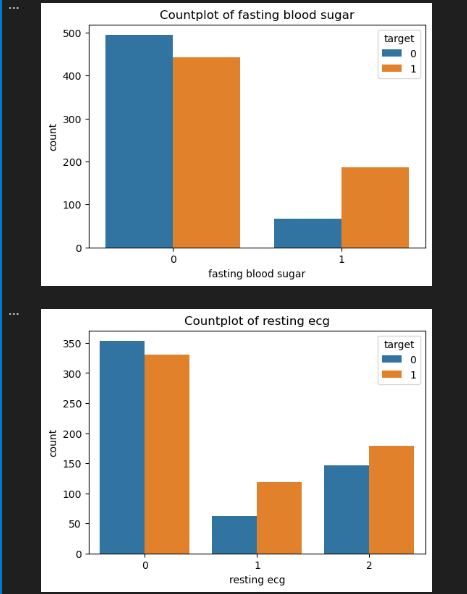 ...
Countplot of fasting blood sugar
target
0
1
500
400
300
200
100
0
count
0 1
fasting blood sugar
...
Countplot of resting ecg
target
0
1
350
300
250
200
150
100
50
0
count
0 1 2
resting ecg